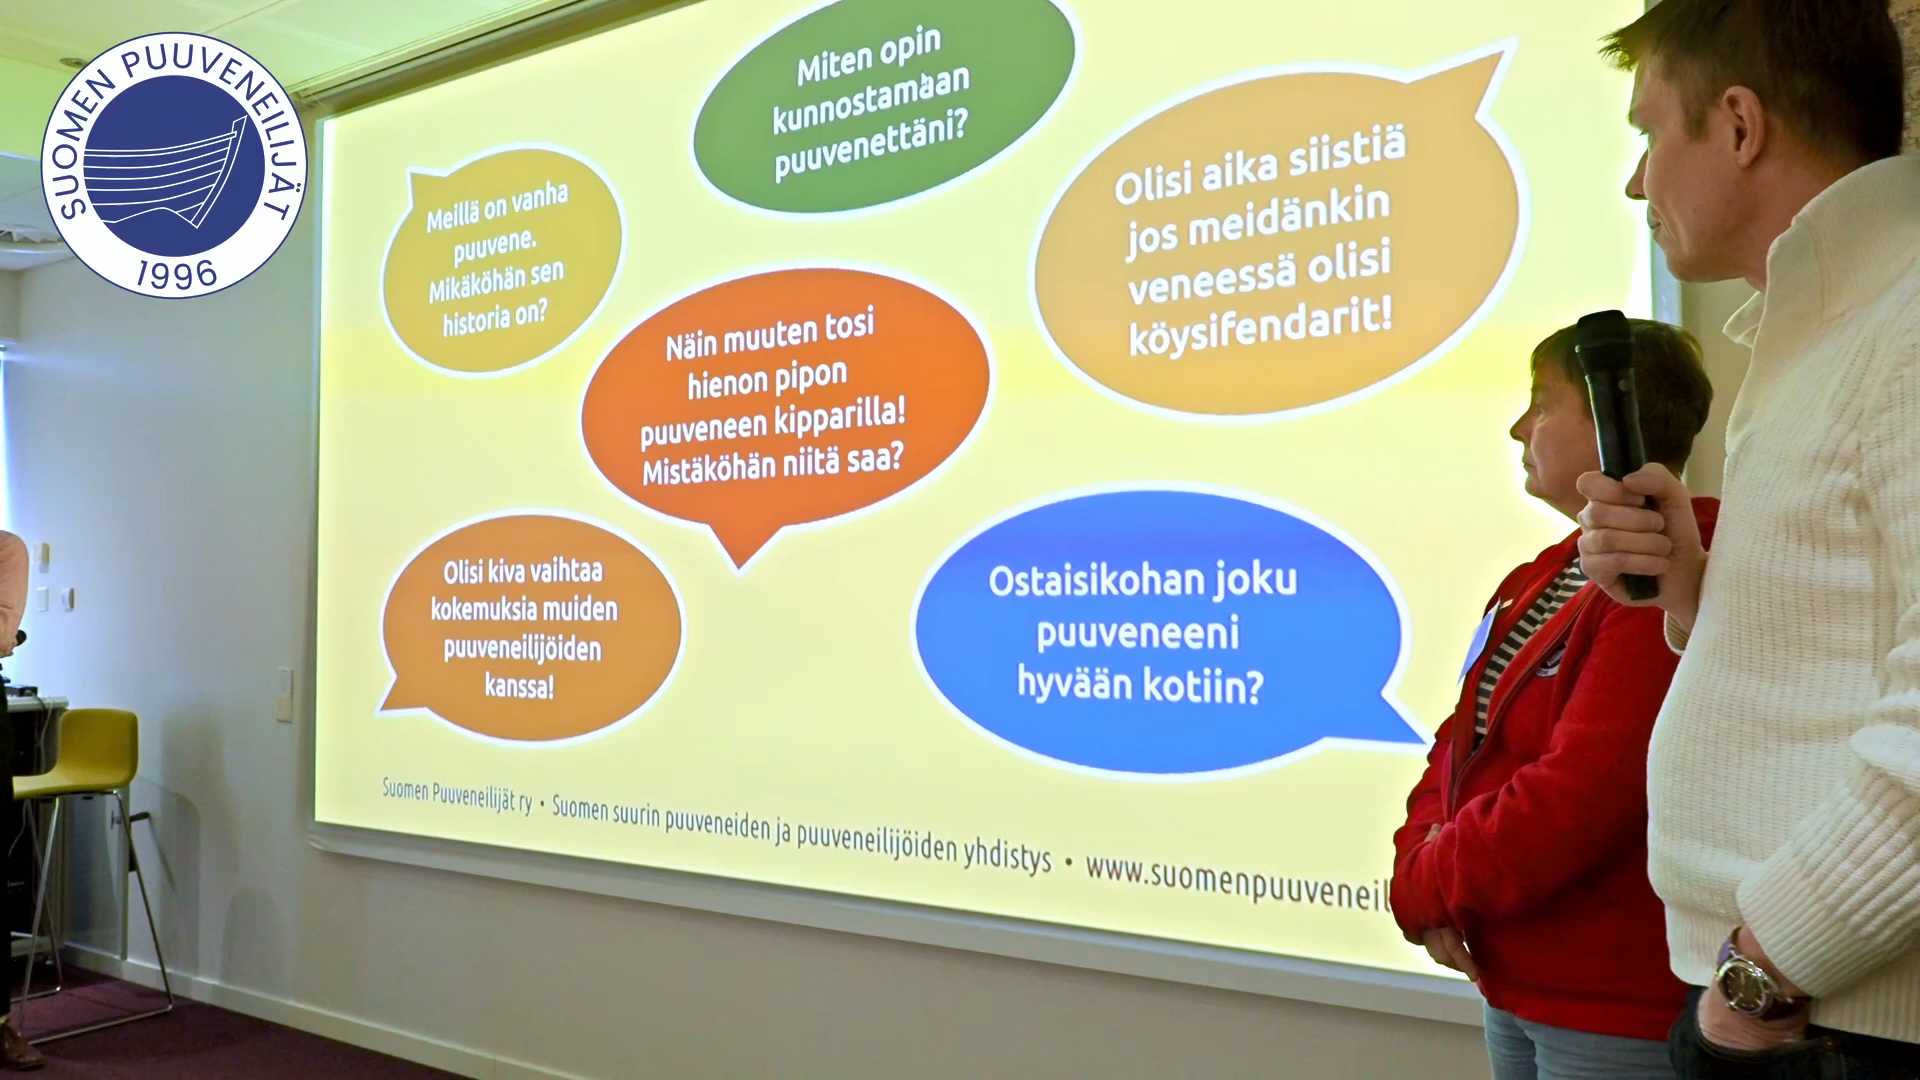 SUOMEN PUUVENEILIJÄT
1996
Miten opin
kunnostamaan
puuvenettäni?
Meillä on vanha
puuvene.
Mikäköhän sen
historia on?
Olisi aika siistiä
jos meidänkin
veneessä olisi
köysifendarit!
Näin muuten tosi
hienon pipon
puuveneen kipparilla!
Mistäköhän niitä saa?
Olisi kiva vaihtaa
kokemuksia muiden
puuveneilijöiden
kanssa!
Ostaisikohan joku
puuveneeni
hyvään kotiin?
Suomen Puuveneilijät ry • Suomen suurin puuveneiden ja puuveneilijöiden yhdistys • www.suomenpuuveneil